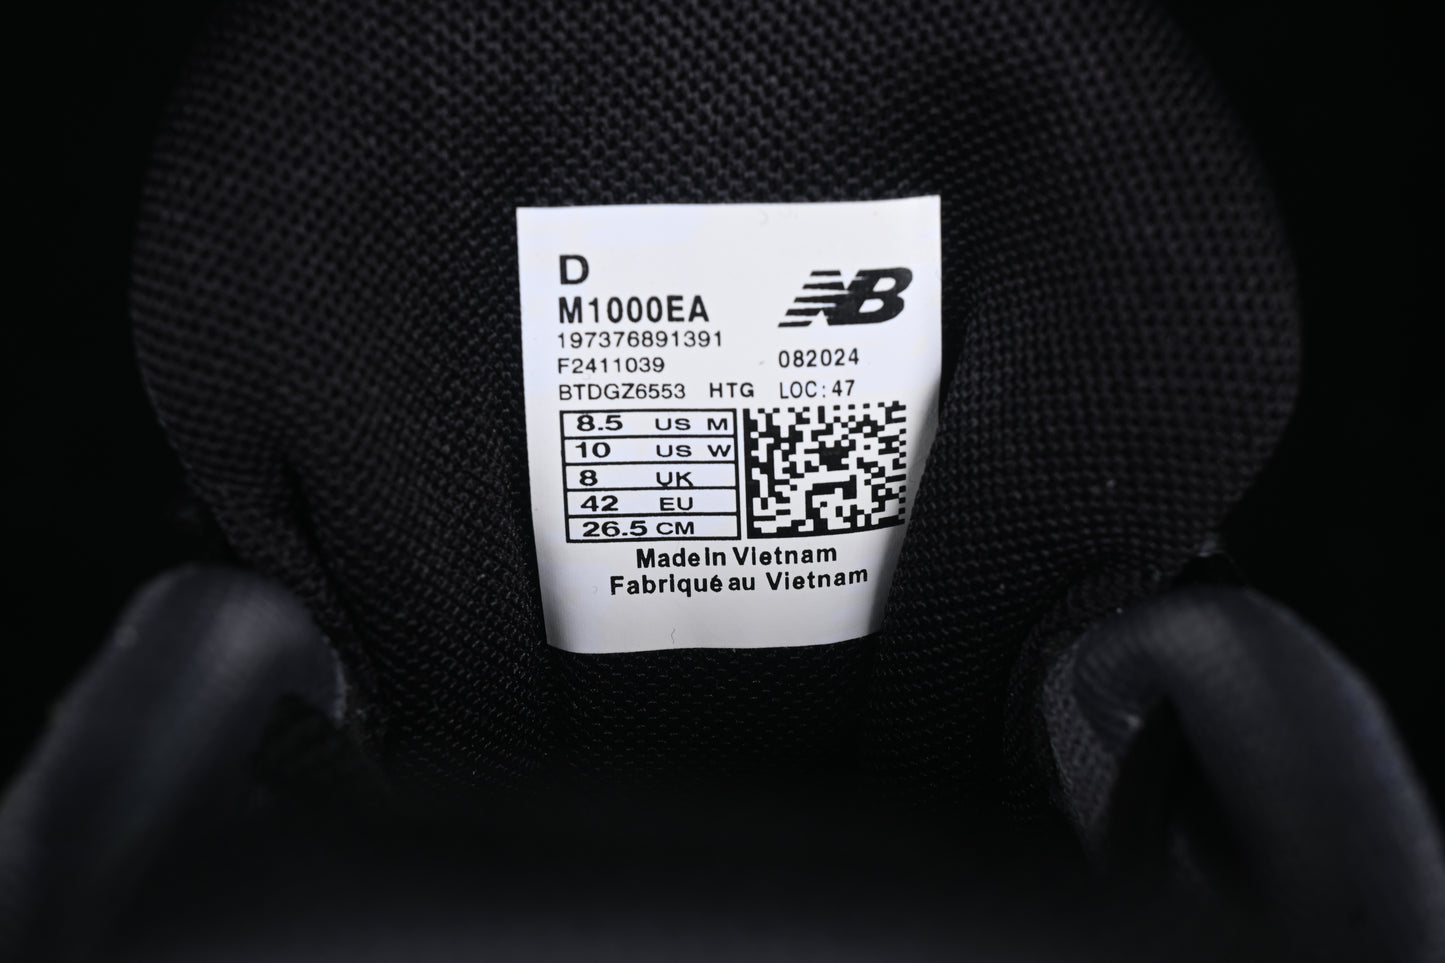 D
M1000EA
NB
197376891391
F2411039 082024
BTDGZ6553 HTG LOC: 47
8.5 US M
10 US W
8 UK
42 EU
26.5 CM
Made In Vietnam
Fabriqué au Vietnam